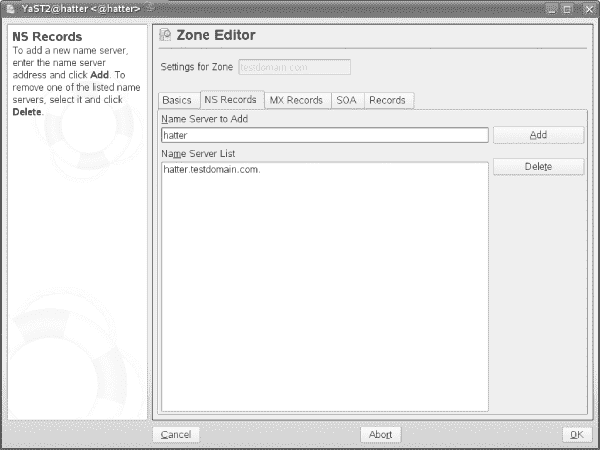 YaST2@hatter <@hatter>
NS Records
To add a new name server,
enter the name server
address and click Add. To
remove one of the listed name
servers, select it and click
Delete.
Zone Editor
Settings for Zone testdomain.com
Basics NS Records MX Records SOA Records
Name Server to Add
hatter
Add
Name Server List
Delete
hatter.testdomain.com.
Cancel Abort OK